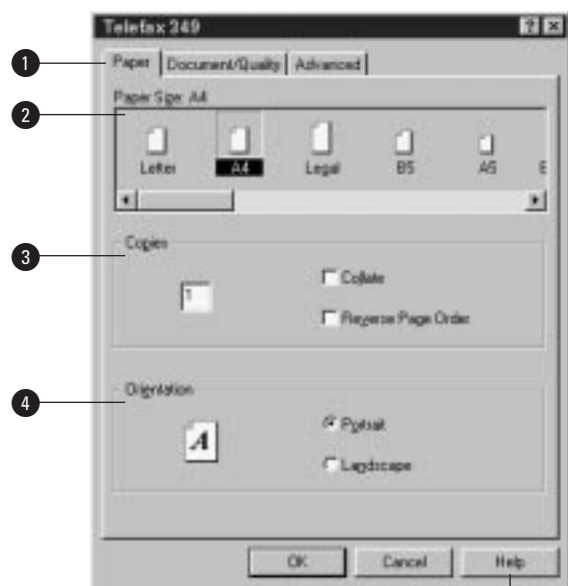 Telefax 349
1 Paper Document/Quality Advanced
Paper Size: A4
2
Letter A4 Legal B5 A5 E
3 Copies
1 Collate
Reverse Page Order
4 Orientation
A Portrait
Landscape
OK Cancel Help